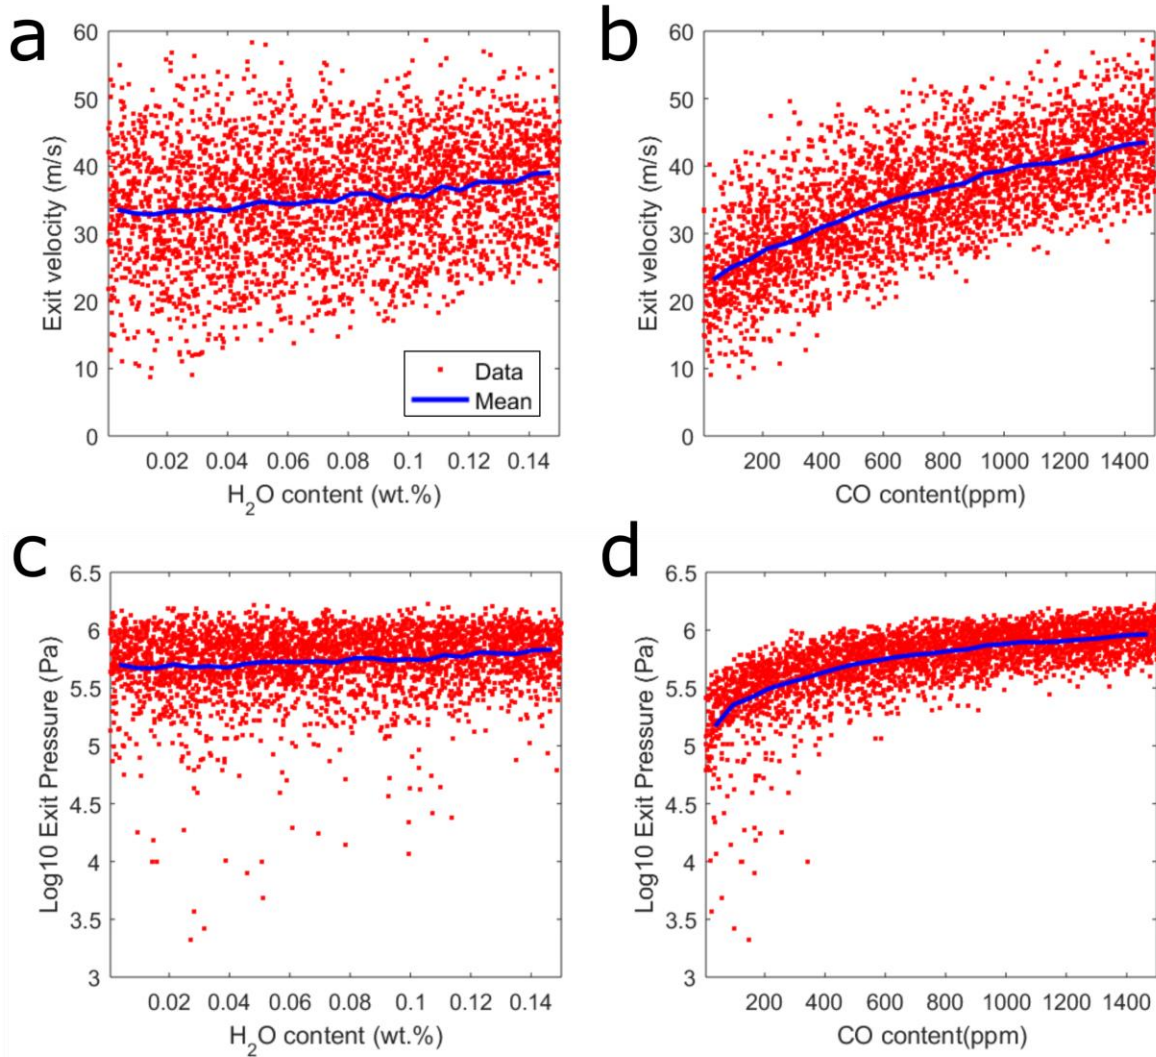 a
60
50
40
30
20
10
0
Exit velocity (m/s)
0.02 0.04 0.06 0.08 0.1 0.12 0.14
H₂O content (wt.%)
Data
Mean
b
60
50
40
30
20
10
0
Exit velocity (m/s)
200 400 600 800 1000 1200 1400
CO content(ppm)
c
6.5
6
5.5
5
4.5
4
3.5
3
Log10 Exit Pressure (Pa)
0.02 0.04 0.06 0.08 0.1 0.12 0.14
H₂O content (wt.%)
d
6.5
6
5.5
5
4.5
4
3.5
3
Log10 Exit Pressure (Pa)
200 400 600 800 1000 1200 1400
CO content(ppm)